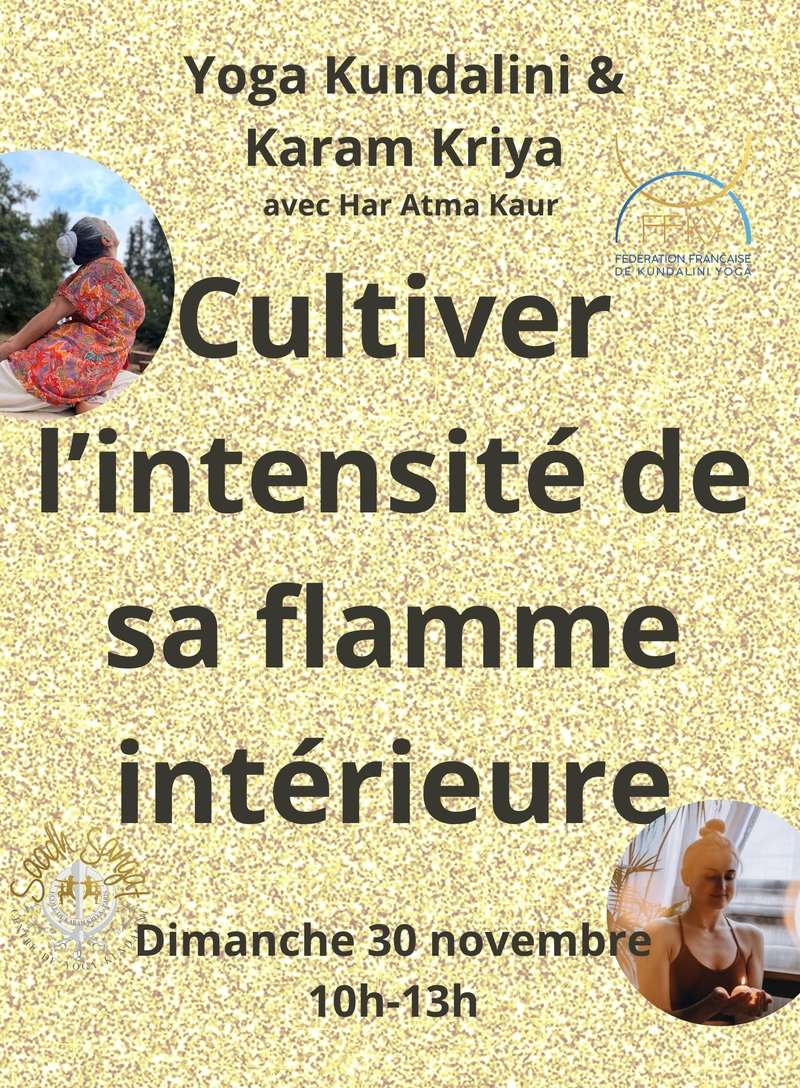 Yoga Kundalini &
Karam Kriya
avec Har Atma Kaur
FFKY
FEDERATION FRANÇAISE
DE KUNDALINI YOGA
Cultiver
l’intensité de
sa flamme
intérieure
Saadh Sangat
Dimanche 30 novembre
10h-13h